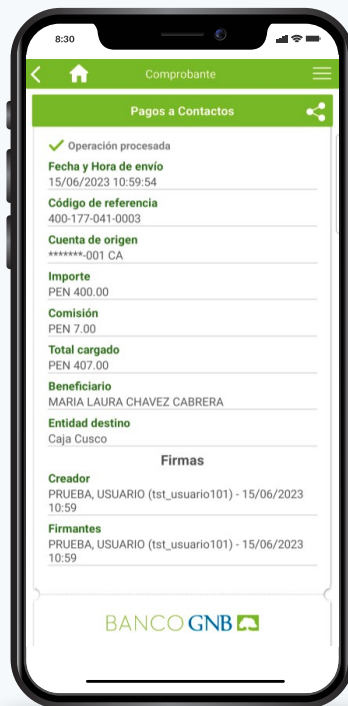 8:30
Comprobante
Pagos a Contactos
Operación procesada
Fecha y Hora de envío
15/06/2023 10:59:54
Código de referencia
400-177-041-0003
Cuenta de origen
*******-001 CA
Importe
PEN 400.00
Comisión
PEN 7.00
Total cargado
PEN 407.00
Beneficiario
MARIA LAURA CHAVEZ CABRERA
Entidad destino
Caja Cusco
Firmas
Creador
PRUEBA, USUARIO (tst_usuario101) - 15/06/2023
10:59
Firmantes
PRUEBA, USUARIO (tst_usuario101) - 15/06/2023
10:59
BANCO GNB